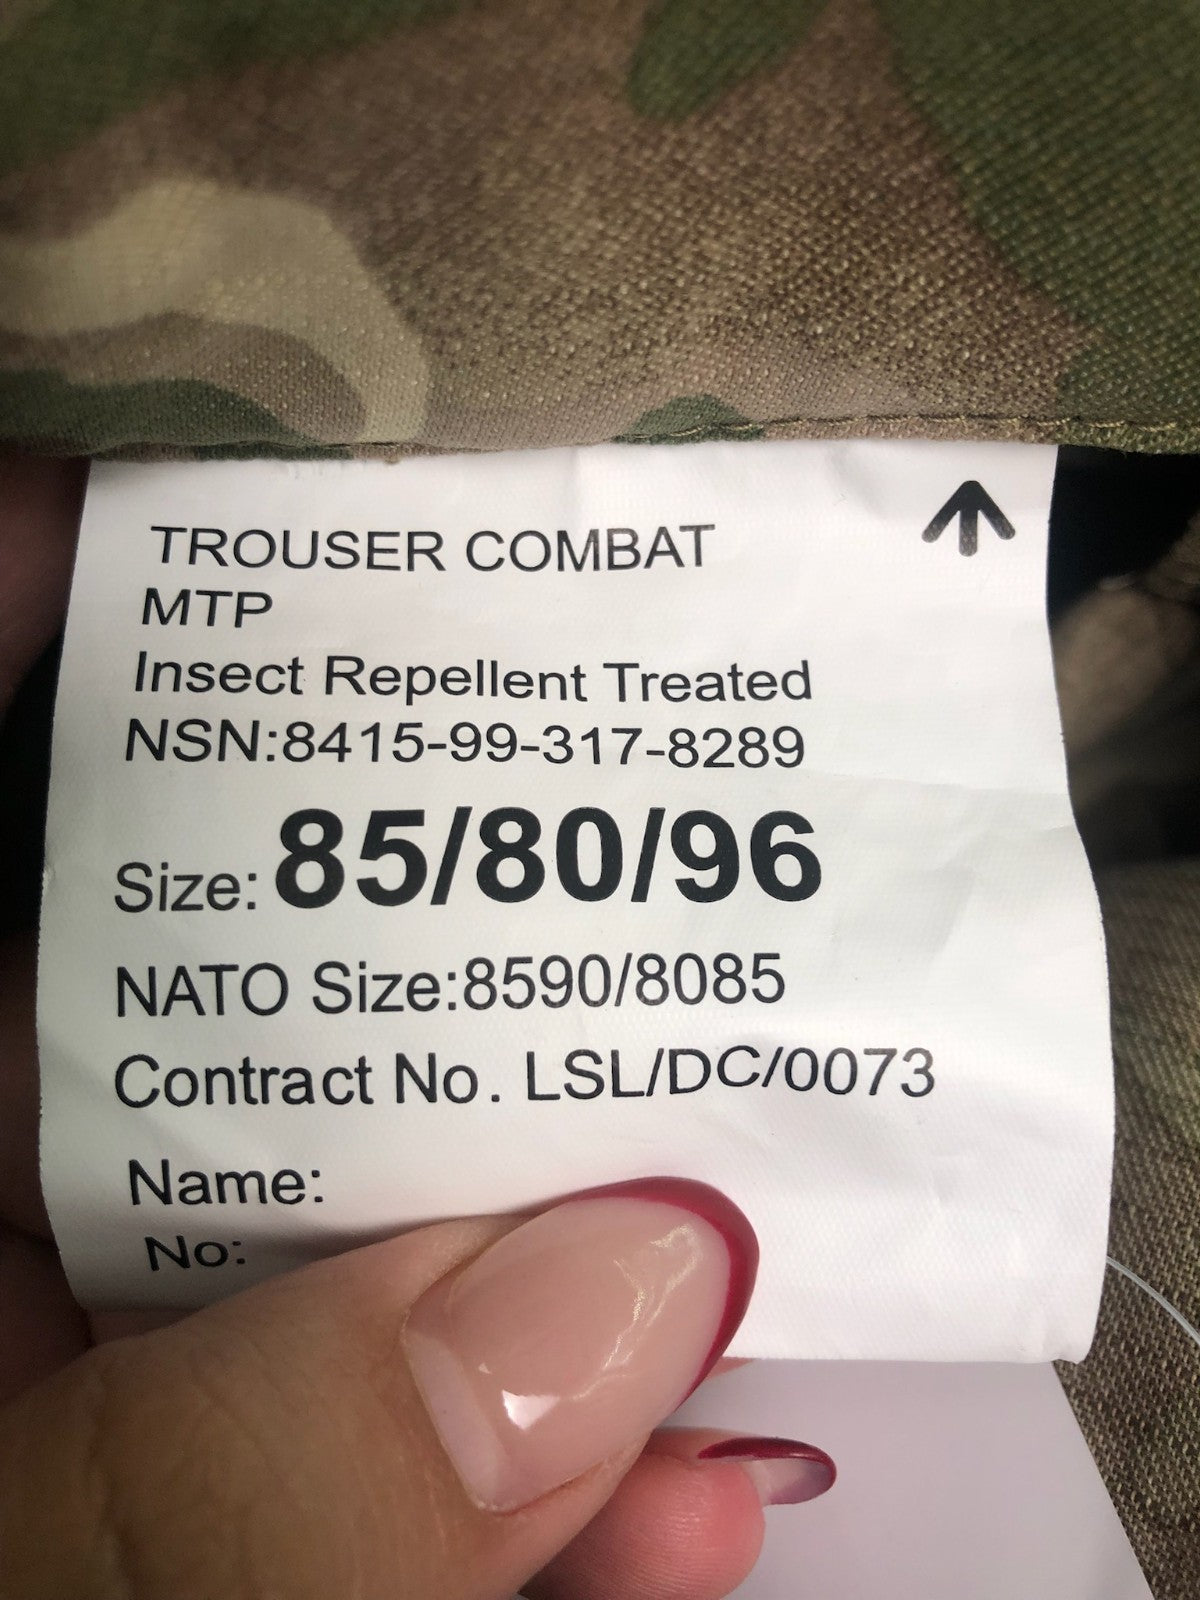 TROUSER COMBAT
MTP
Insect Repellent Treated
NSN:8415-99-317-8289
Size: 85/80/96
NATO Size:8590/8085
Contract No. LSL/DC/0073
Name:
No: